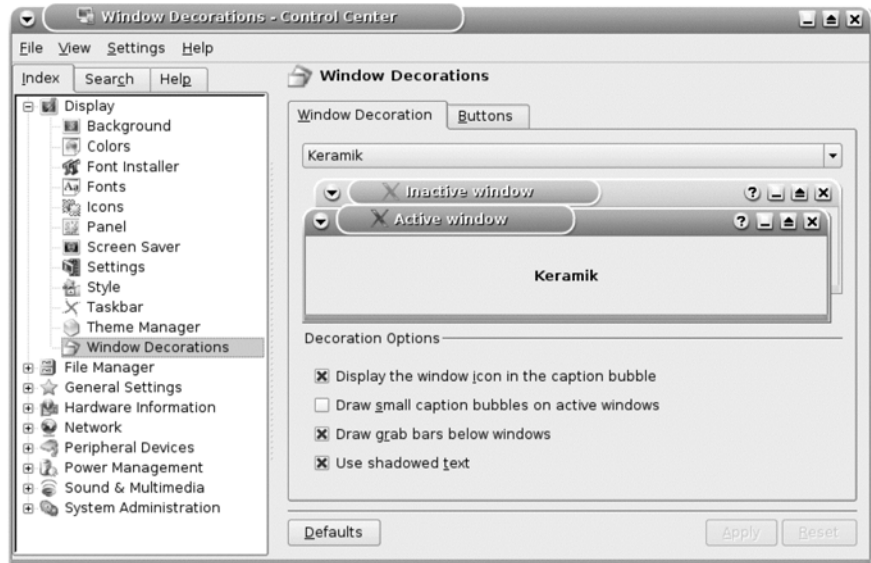 Window Decorations - Control Center
File View Settings Help
Index Search Help
Display
Background
Colors
Font Installer
Fonts
Icons
Panel
Screen Saver
Settings
Style
Taskbar
Theme Manager
Window Decorations
File Manager
General Settings
Hardware Information
Network
Peripheral Devices
Power Management
Sound & Multimedia
System Administration
Window Decorations
Window Decoration Buttons
Keramik
Inactive window
Active window
Keramik
Decoration Options
Display the window icon in the caption bubble
Draw small caption bubbles on active windows
Draw grab bars below windows
Use shadowed text
Defaults Apply Reset